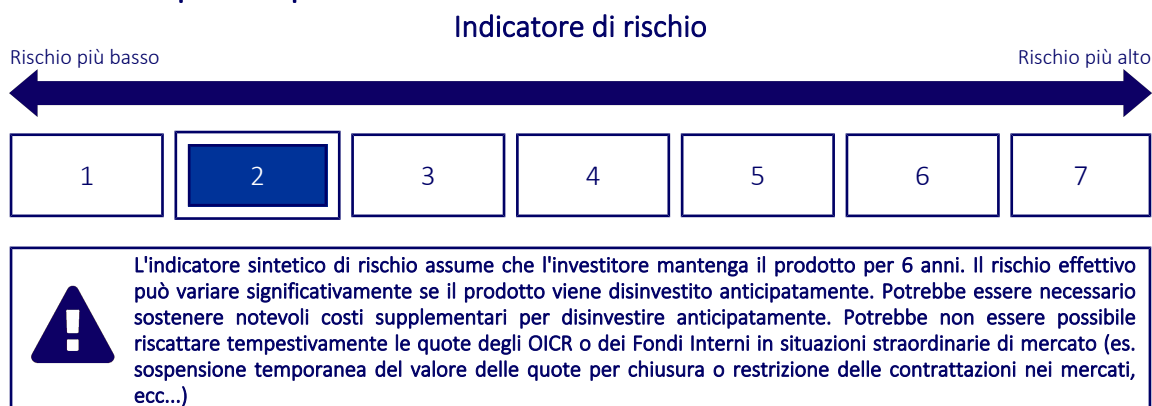 Indicatore di rischio
Rischio più basso
Rischio più alto
1 2 3 4 5 6 7
L'indicatore sintetico di rischio assume che l'investitore mantenga il prodotto per 6 anni. Il rischio effettivo
può variare significativamente se il prodotto viene disinvestito anticipatamente. Potrebbe essere necessario
sostenere notevoli costi supplementari per disinvestire anticipatamente. Potrebbe non essere possibile
riscattare tempestivamente le quote degli OICR o dei Fondi Interni in situazioni straordinarie di mercato (es.
sospensione temporanea del valore delle quote per chiusura o restrizione delle contrattazioni nei mercati,
ecc...)